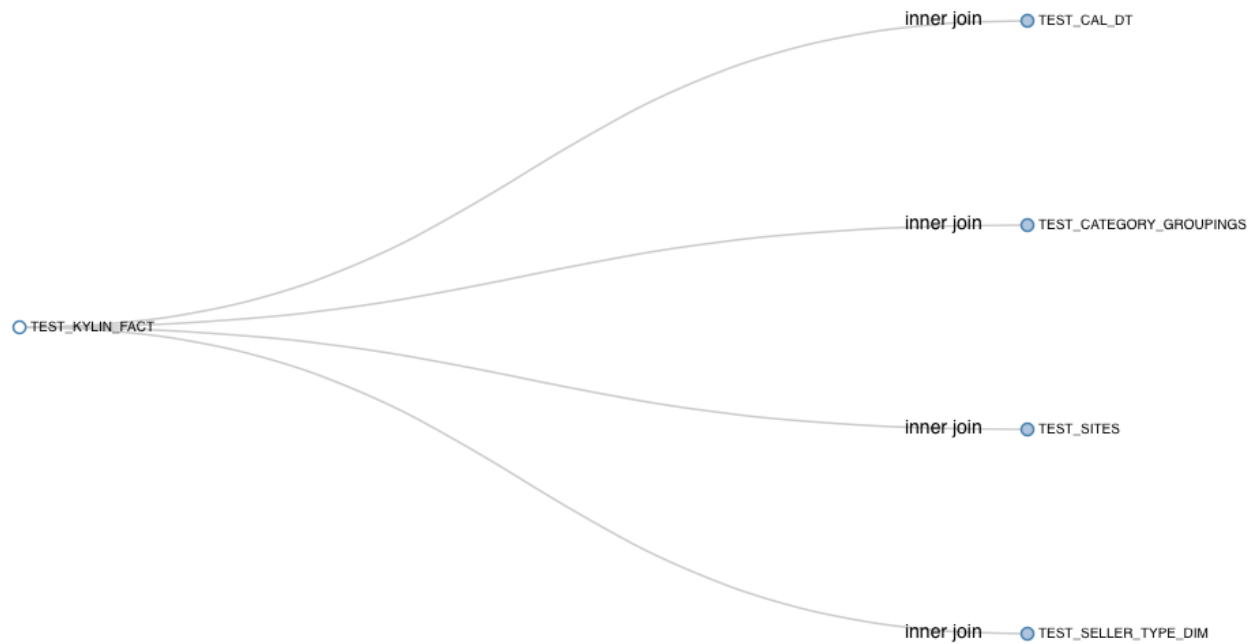 inner join TEST_CAL_DT
inner join TEST_CATEGORY_GROUPINGS
TEST_KYLIN_FACT
inner join TEST_SITES
inner join TEST_SELLER_TYPE_DIM